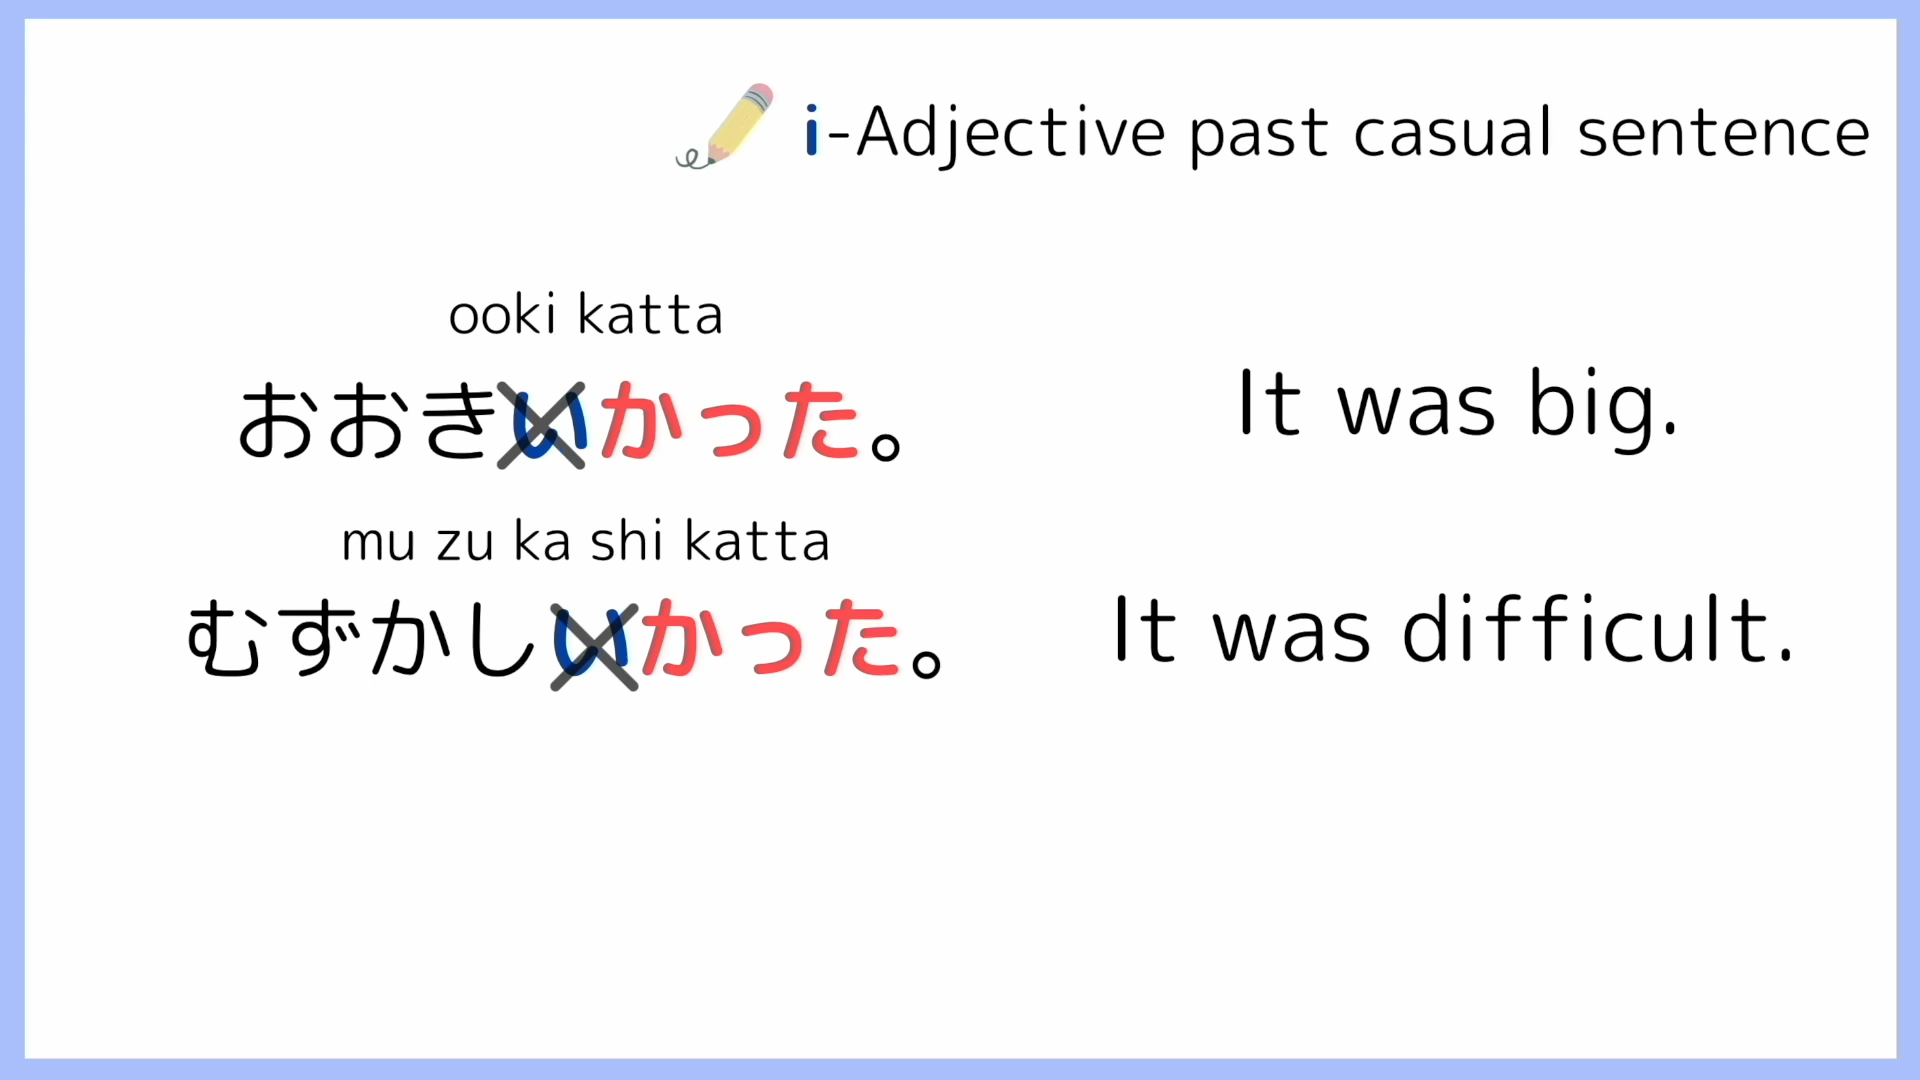 i-Adjective past casual sentence
ooki katta
おおきいかった。
It was big.
mu zu ka shi katta
むずかしいかった。
It was difficult.